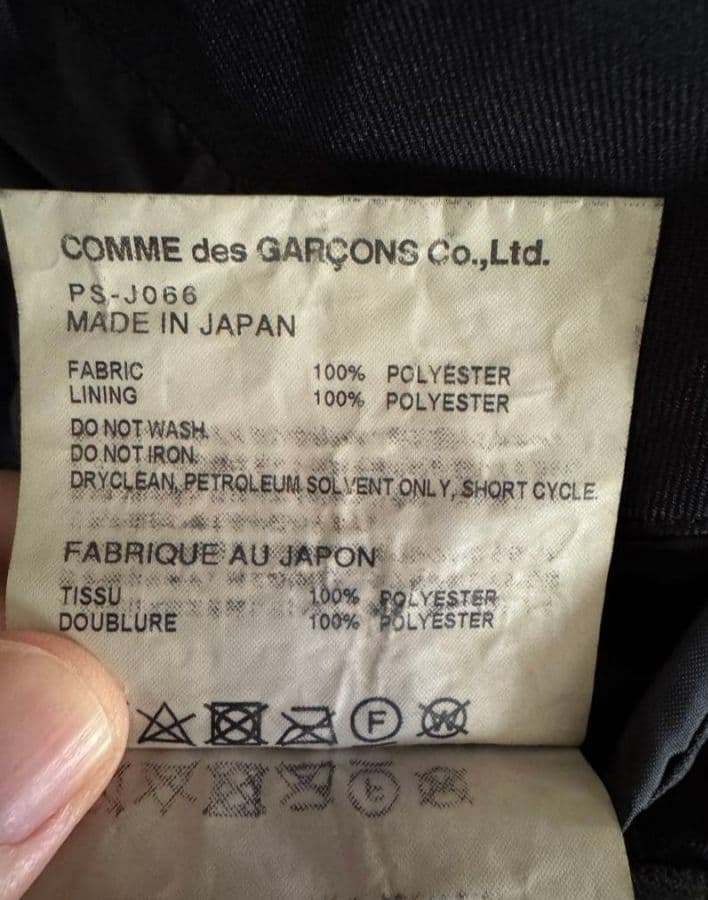 COMME des GARÇONS Co.,Ltd.
PS-J066
MADE IN JAPAN
FABRIC 100% POLYESTER
LINING 100% POLYESTER
DO NOT WASH.
DO NOT IRON.
DRYCLEAN, PETROLEUM SOLVENT ONLY, SHORT CYCLE.
FABRIQUE AU JAPON
TISSU 100% POLYESTER
DOUBLURE 100% POLYESTER
F
W